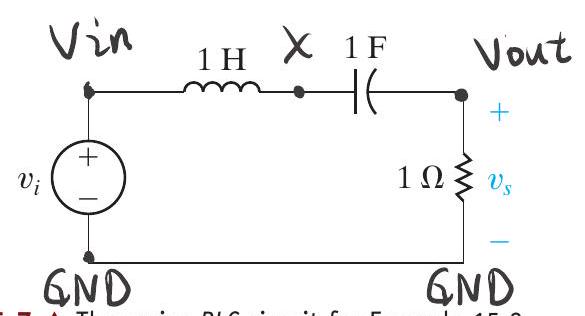 Vin
1 H
X
1 F
Vout
+
+
vi
−
1 Ω
vs
−
GND
GND